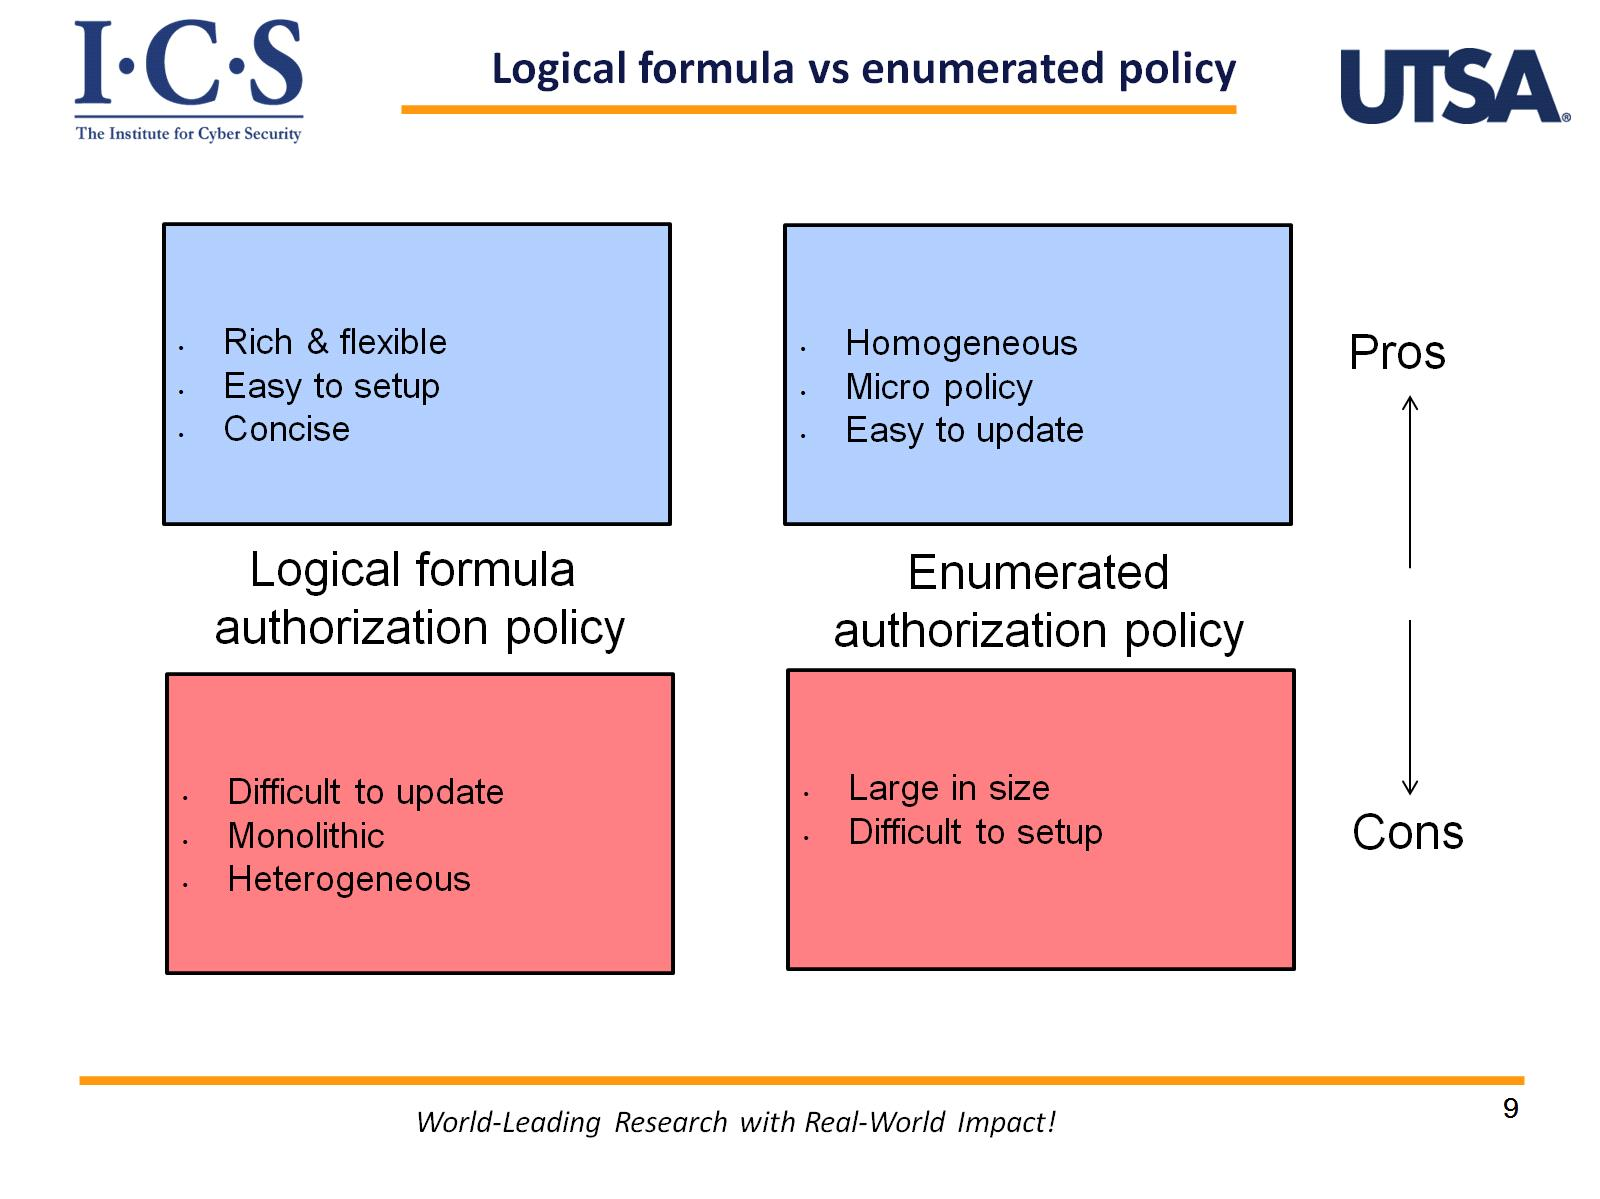 I·C·S
The Institute for Cyber Security
Logical formula vs enumerated policy
UTSA®
• Rich & flexible
• Easy to setup
• Concise
• Homogeneous
• Micro policy
• Easy to update
Pros
Logical formula
authorization policy
Enumerated
authorization policy
• Difficult to update
• Monolithic
• Heterogeneous
• Large in size
• Difficult to setup
Cons
World-Leading Research with Real-World Impact!
9